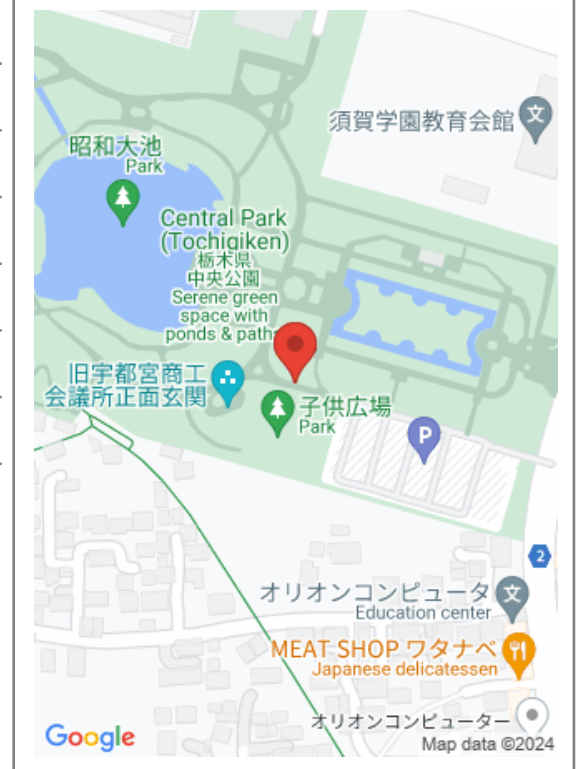 須賀学園教育会館
昭和大池
Park
Central Park
(Tochigiken)
栃木県
中央公園
Serene green
space with
ponds & paths
旧宇都宮商工
会議所正面玄関
子供広場
Park
P
2
オリオンコンピュータ
Education center
MEAT SHOP ワタナベ
Japanese delicatessen
オリオンコンピューター
Google
Map data ©2024